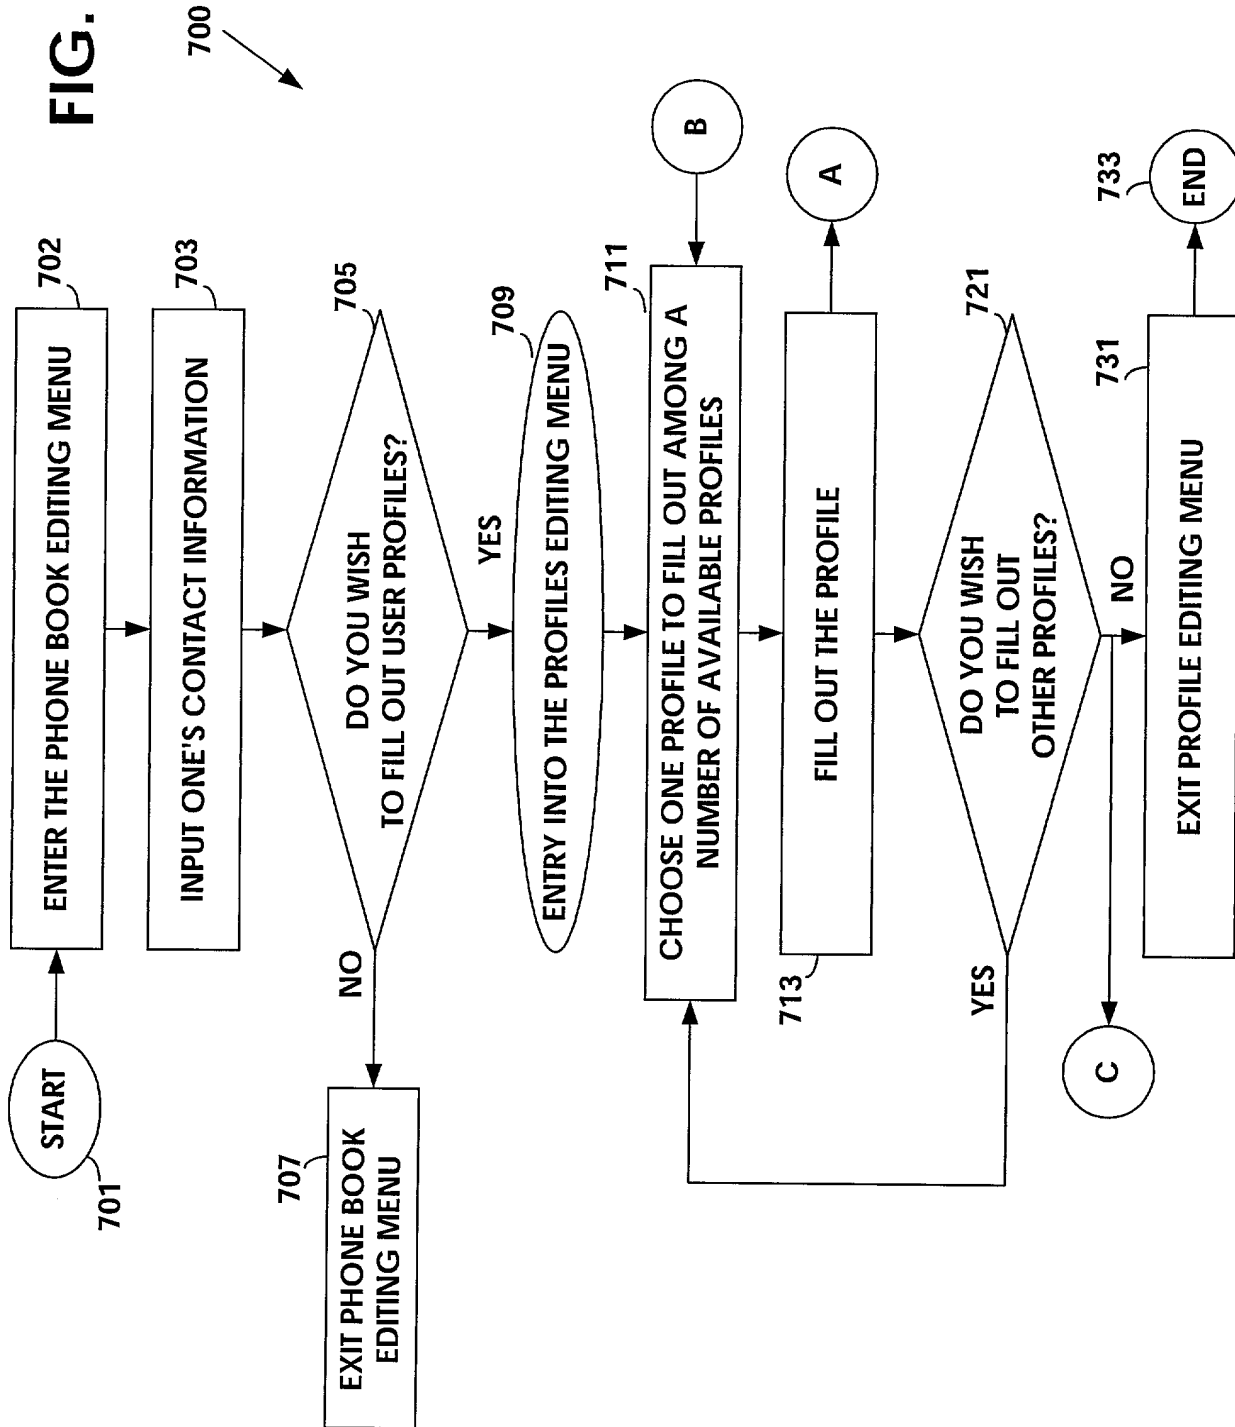 FIG.
700
START
701
ENTER THE PHONE BOOK EDITING MENU
702
INPUT ONE'S CONTACT INFORMATION
703
DO YOU WISH
TO FILL OUT USER PROFILES?
705
NO
EXIT PHONE BOOK
EDITING MENU
707
YES
ENTRY INTO THE PROFILES EDITING MENU
709
CHOOSE ONE PROFILE TO FILL OUT AMONG A
NUMBER OF AVAILABLE PROFILES
711
B
FILL OUT THE PROFILE
713
A
DO YOU WISH
TO FILL OUT
OTHER PROFILES?
721
YES
NO
C
EXIT PROFILE EDITING MENU
731
END
733